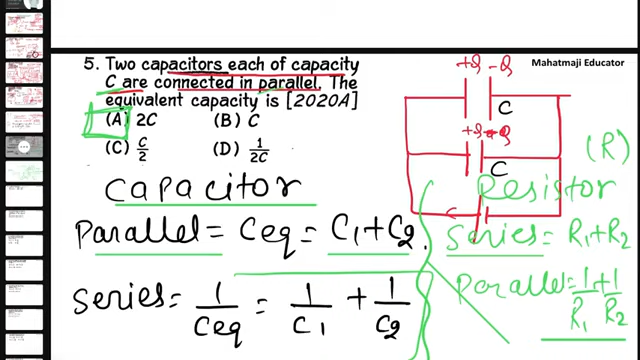 5. Two capacitors each of capacity
C are connected in parallel. The
equivalent capacity is [2020A]
(A) 2C (B) C
(C) C/2 (D) 1/2C
Mahatmaji Educator
+Q -Q
C
+Q -Q
C
(R)
Capacitor
Parallel = Ceq = C1 + C2.
Series = 1/Ceq = 1/C1 + 1/C2
Resistor
Series = R1 + R2
Parallel = 1/R1 + 1/R2